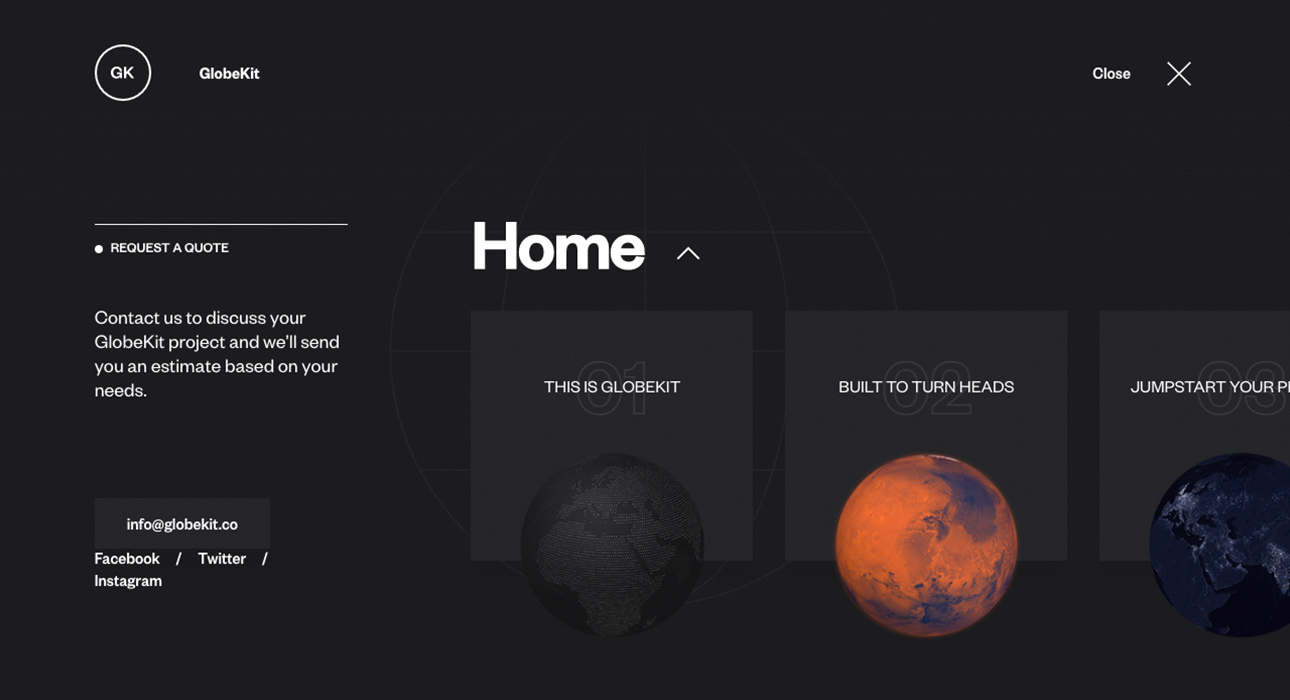 GK
GlobeKit
Close
REQUEST A QUOTE
Contact us to discuss your
GlobeKit project and we'll send
you an estimate based on your
needs.
info@globekit.co
Facebook / Twitter /
Instagram
Home
01
THIS IS GLOBEKIT
02
BUILT TO TURN HEADS
03
JUMPSTART YOUR